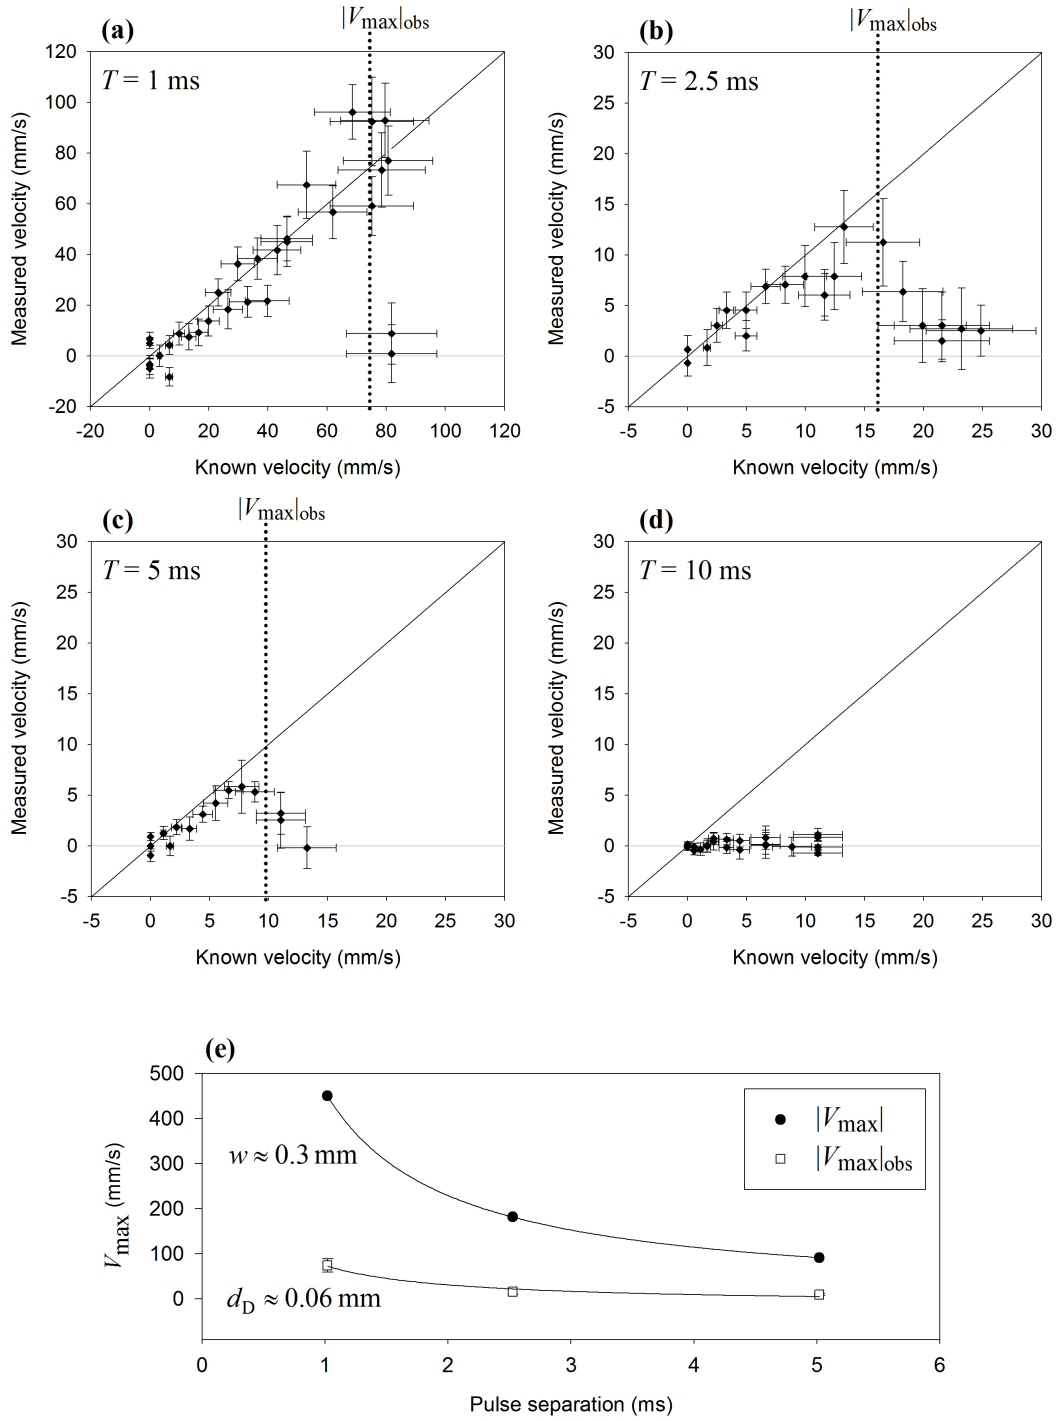 (a)
|Vmax|obs
T = 1 ms
120
100
80
60
40
20
0
-20
-20 0 20 40 60 80 100 120
Measured velocity (mm/s)
Known velocity (mm/s)
(b)
|Vmax|obs
T = 2.5 ms
30
25
20
15
10
5
0
-5
-5 0 5 10 15 20 25 30
Measured velocity (mm/s)
Known velocity (mm/s)
(c)
|Vmax|obs
T = 5 ms
30
25
20
15
10
5
0
-5
-5 0 5 10 15 20 25 30
Measured velocity (mm/s)
Known velocity (mm/s)
(d)
T = 10 ms
30
25
20
15
10
5
0
-5
-5 0 5 10 15 20 25 30
Measured velocity (mm/s)
Known velocity (mm/s)
(e)
500
400
300
200
100
0
Vmax (mm/s)
w ≈ 0.3 mm
dD ≈ 0.06 mm
|Vmax|
|Vmax|obs
0 1 2 3 4 5 6
Pulse separation (ms)